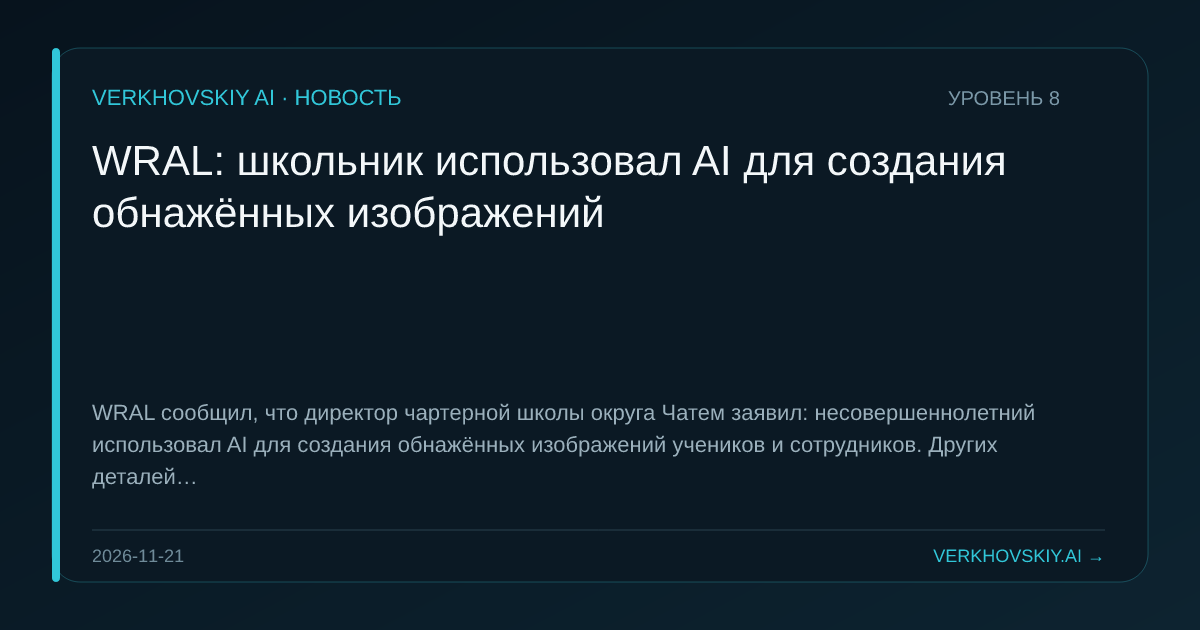 VERKHOVSKIY AI · НОВОСТЬ
УРОВЕНЬ 8
WRAL: школьник использовал AI для создания
обнажённых изображений
WRAL сообщил, что директор чартерной школы округа Чатем заявил: несовершеннолетний
использовал AI для создания обнажённых изображений учеников и сотрудников. Других
деталей…
2026-11-21
VERKHOVSKIY.AI →